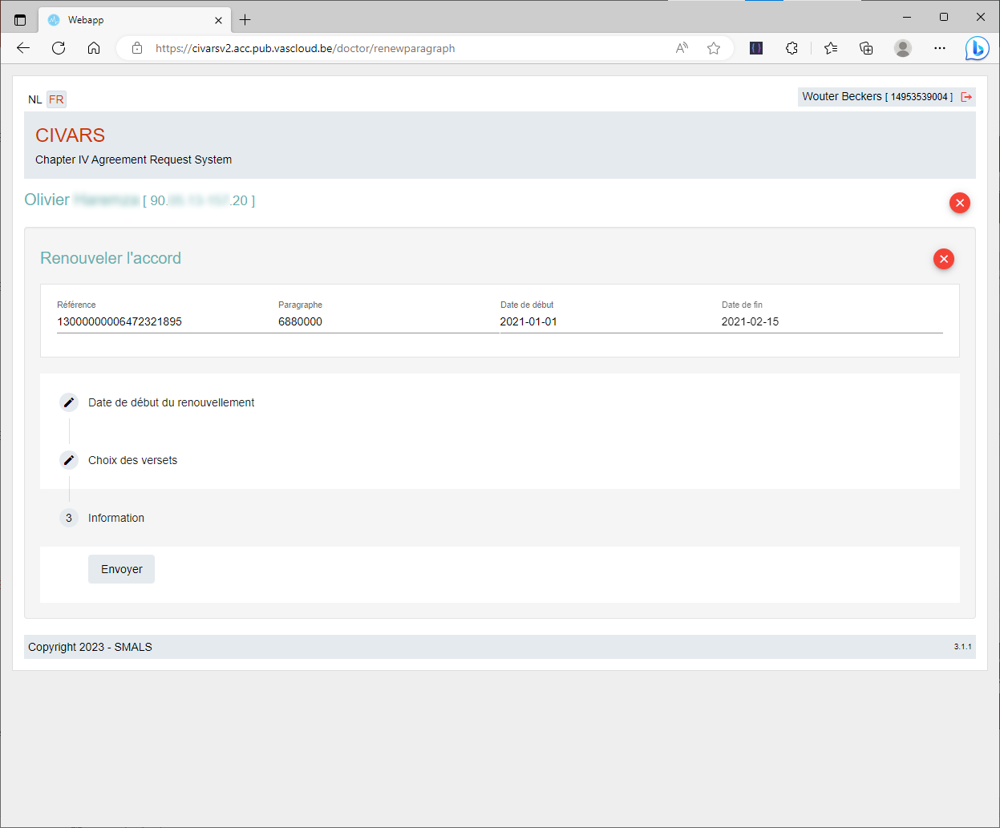 Webapp
https://civarsv2.acc.pub.vascloud.be/doctor/renewparagraph
NL FR
Wouter Beckers [ 14953539004 ]
CIVARS
Chapter IV Agreement Request System
Olivier [ 90. .20 ]
Renouveler l'accord
Référence Paragraphe Date de début Date de fin
13000000006472321895 6880000 2021-01-01 2021-02-15
Date de début du renouvellement
Choix des versets
3 Information
Envoyer
Copyright 2023 - SMALS 3.1.1